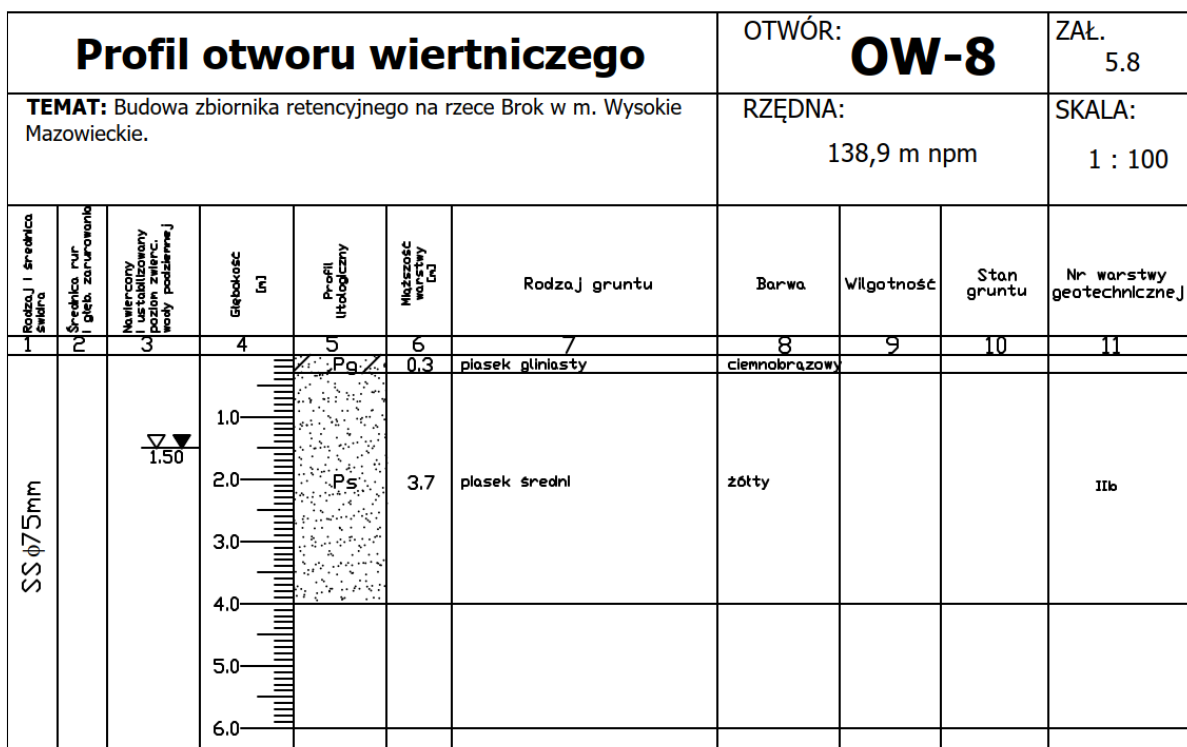 Profil otworu wiertniczego
OTWÓR:
OW-8
ZAŁ.
5.8
TEMAT: Budowa zbiornika retencyjnego na rzece Brok w m. Wysokie
Mazowieckie.
RZĘDNA:
138,9 m npm
SKALA:
1 : 100
Rodzaj i średnica
świdra
Średnica rur
i głęb. zarurowania
Nawiercony
i ustabilizowany
poziom zwierc.
wody podziemnej
Głębokość
[m]
Profil
litologiczny
Miąższość
warstwy
[m]
Rodzaj gruntu
Barwa
Wilgotność
Stan
gruntu
Nr warstwy
geotechnicznej
1 2 3 4 5 6 7 8 9 10 11
Pg 0.3 piasek gliniasty ciemnobrązowy
1.0
1.50
2.0 Ps 3.7 piasek średni żółty IIb
SS ϕ75mm
3.0
4.0
5.0
6.0